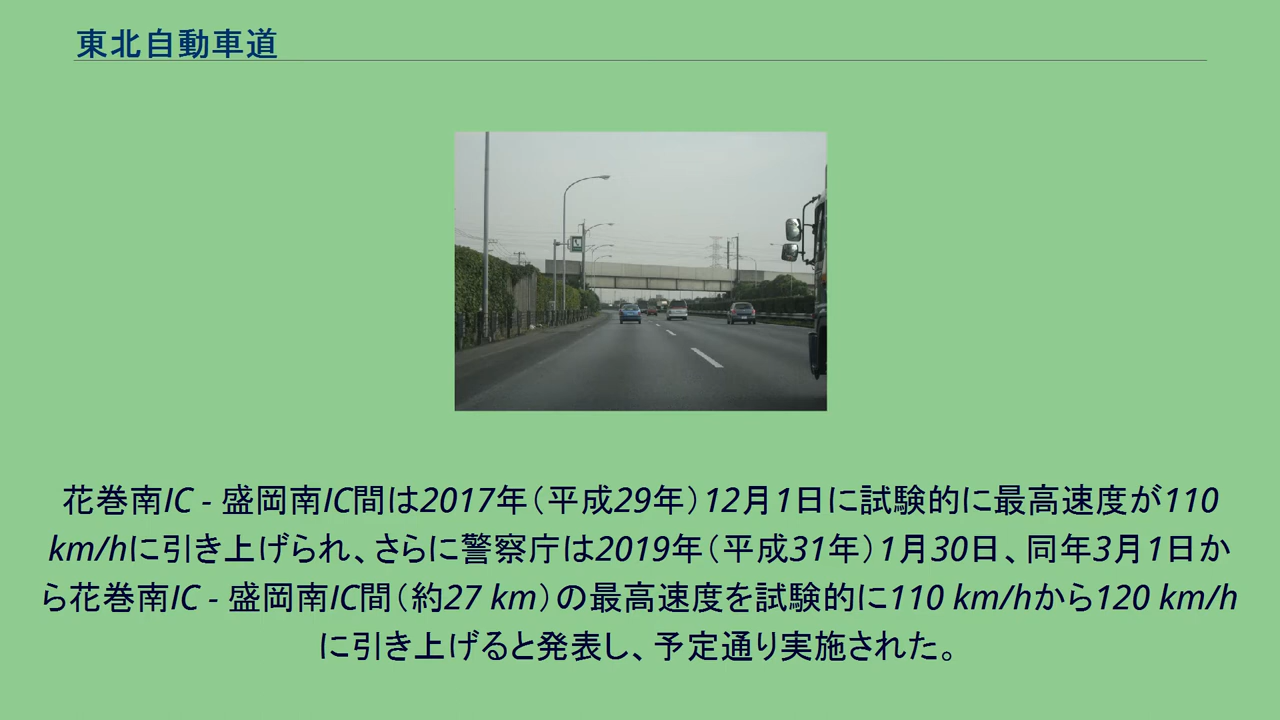 東北自動車道
花巻南IC - 盛岡南IC間は2017年（平成29年）12月1日に試験的に最高速度が110
km/hに引き上げられ、さらに警察庁は2019年（平成31年）1月30日、同年3月1日か
ら花巻南IC - 盛岡南IC間（約27 km）の最高速度を試験的に110 km/hから120 km/h
に引き上げると発表し、予定通り実施された。